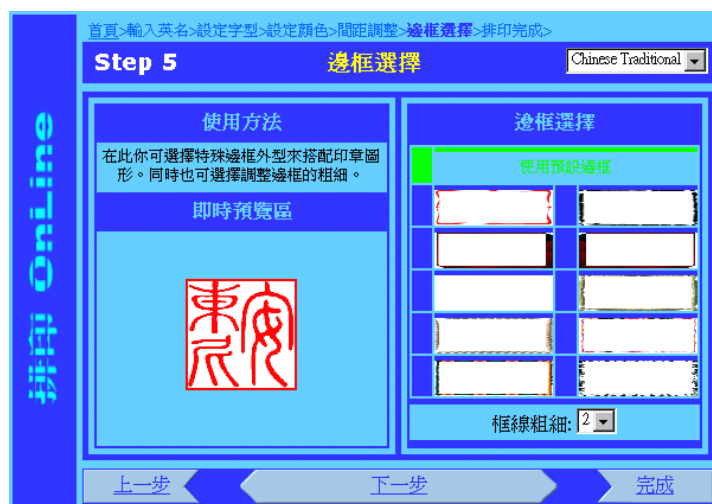 首頁>輸入英名>設定字型>設定顏色>間距調整>邊框選擇>排印完成>
Step 5
邊框選擇
Chinese Traditional
排印 OnLine
使用方法
在此你可選擇特殊邊框外型來搭配印章圖
形。同時也可選擇調整邊框的粗細。
即時預覽區
邊框選擇
使用預設邊框
框線粗細: 2
上一步
下一步
完成